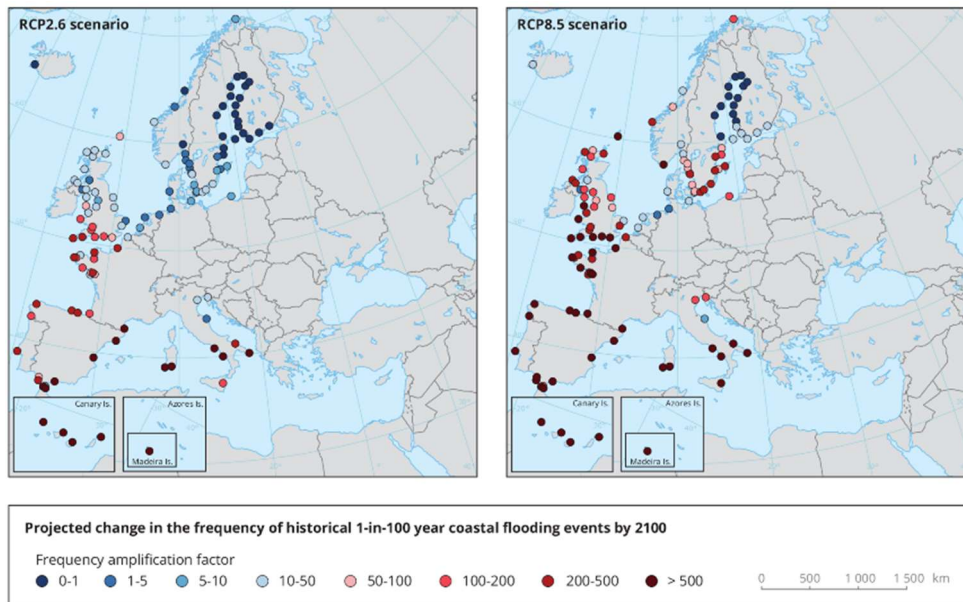 RCP2.6 scenario
RCP8.5 scenario
Canary Is.
Azores Is.
Madeira Is.
Canary Is.
Azores Is.
Madeira Is.
Projected change in the frequency of historical 1-in-100 year coastal flooding events by 2100
Frequency amplification factor
0-1 1-5 5-10 10-50 50-100 100-200 200-500 > 500
0 500 1 000 1 500 km